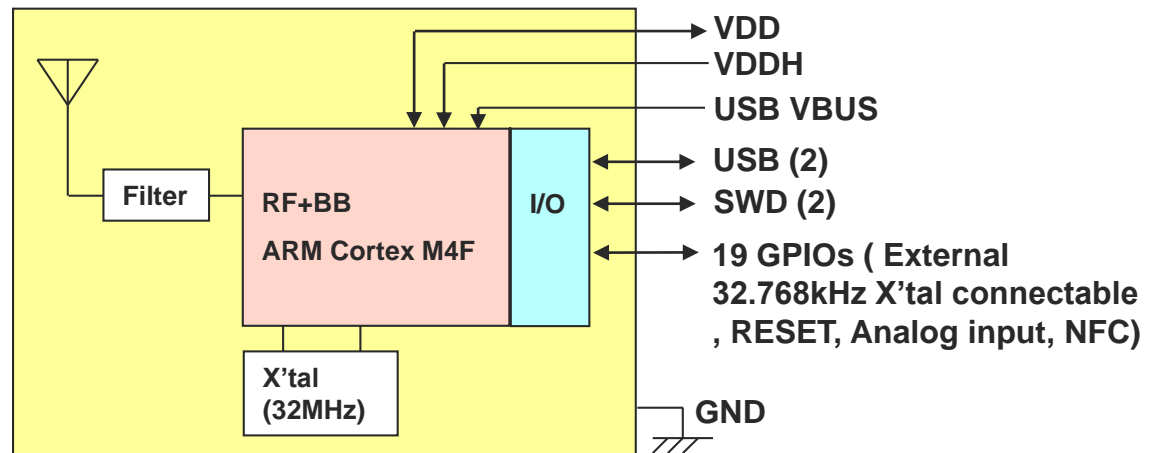 VDD
VDDH
USB VBUS
USB (2)
SWD (2)
19 GPIOs ( External
32.768kHz X’tal connectable
, RESET, Analog input, NFC)
Filter
RF+BB
ARM Cortex M4F
I/O
X’tal
(32MHz)
GND